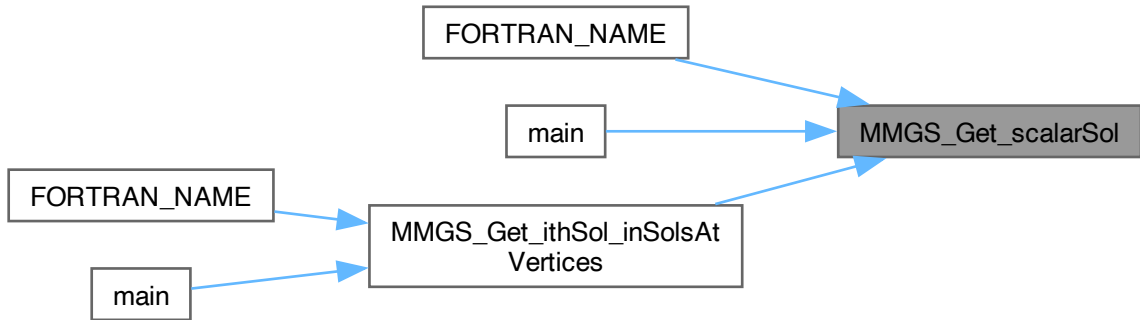 FORTRAN_NAME
main
MMGS_Get_scalarSol
FORTRAN_NAME
MMGS_Get_ithSol_inSolsAt
Vertices
main